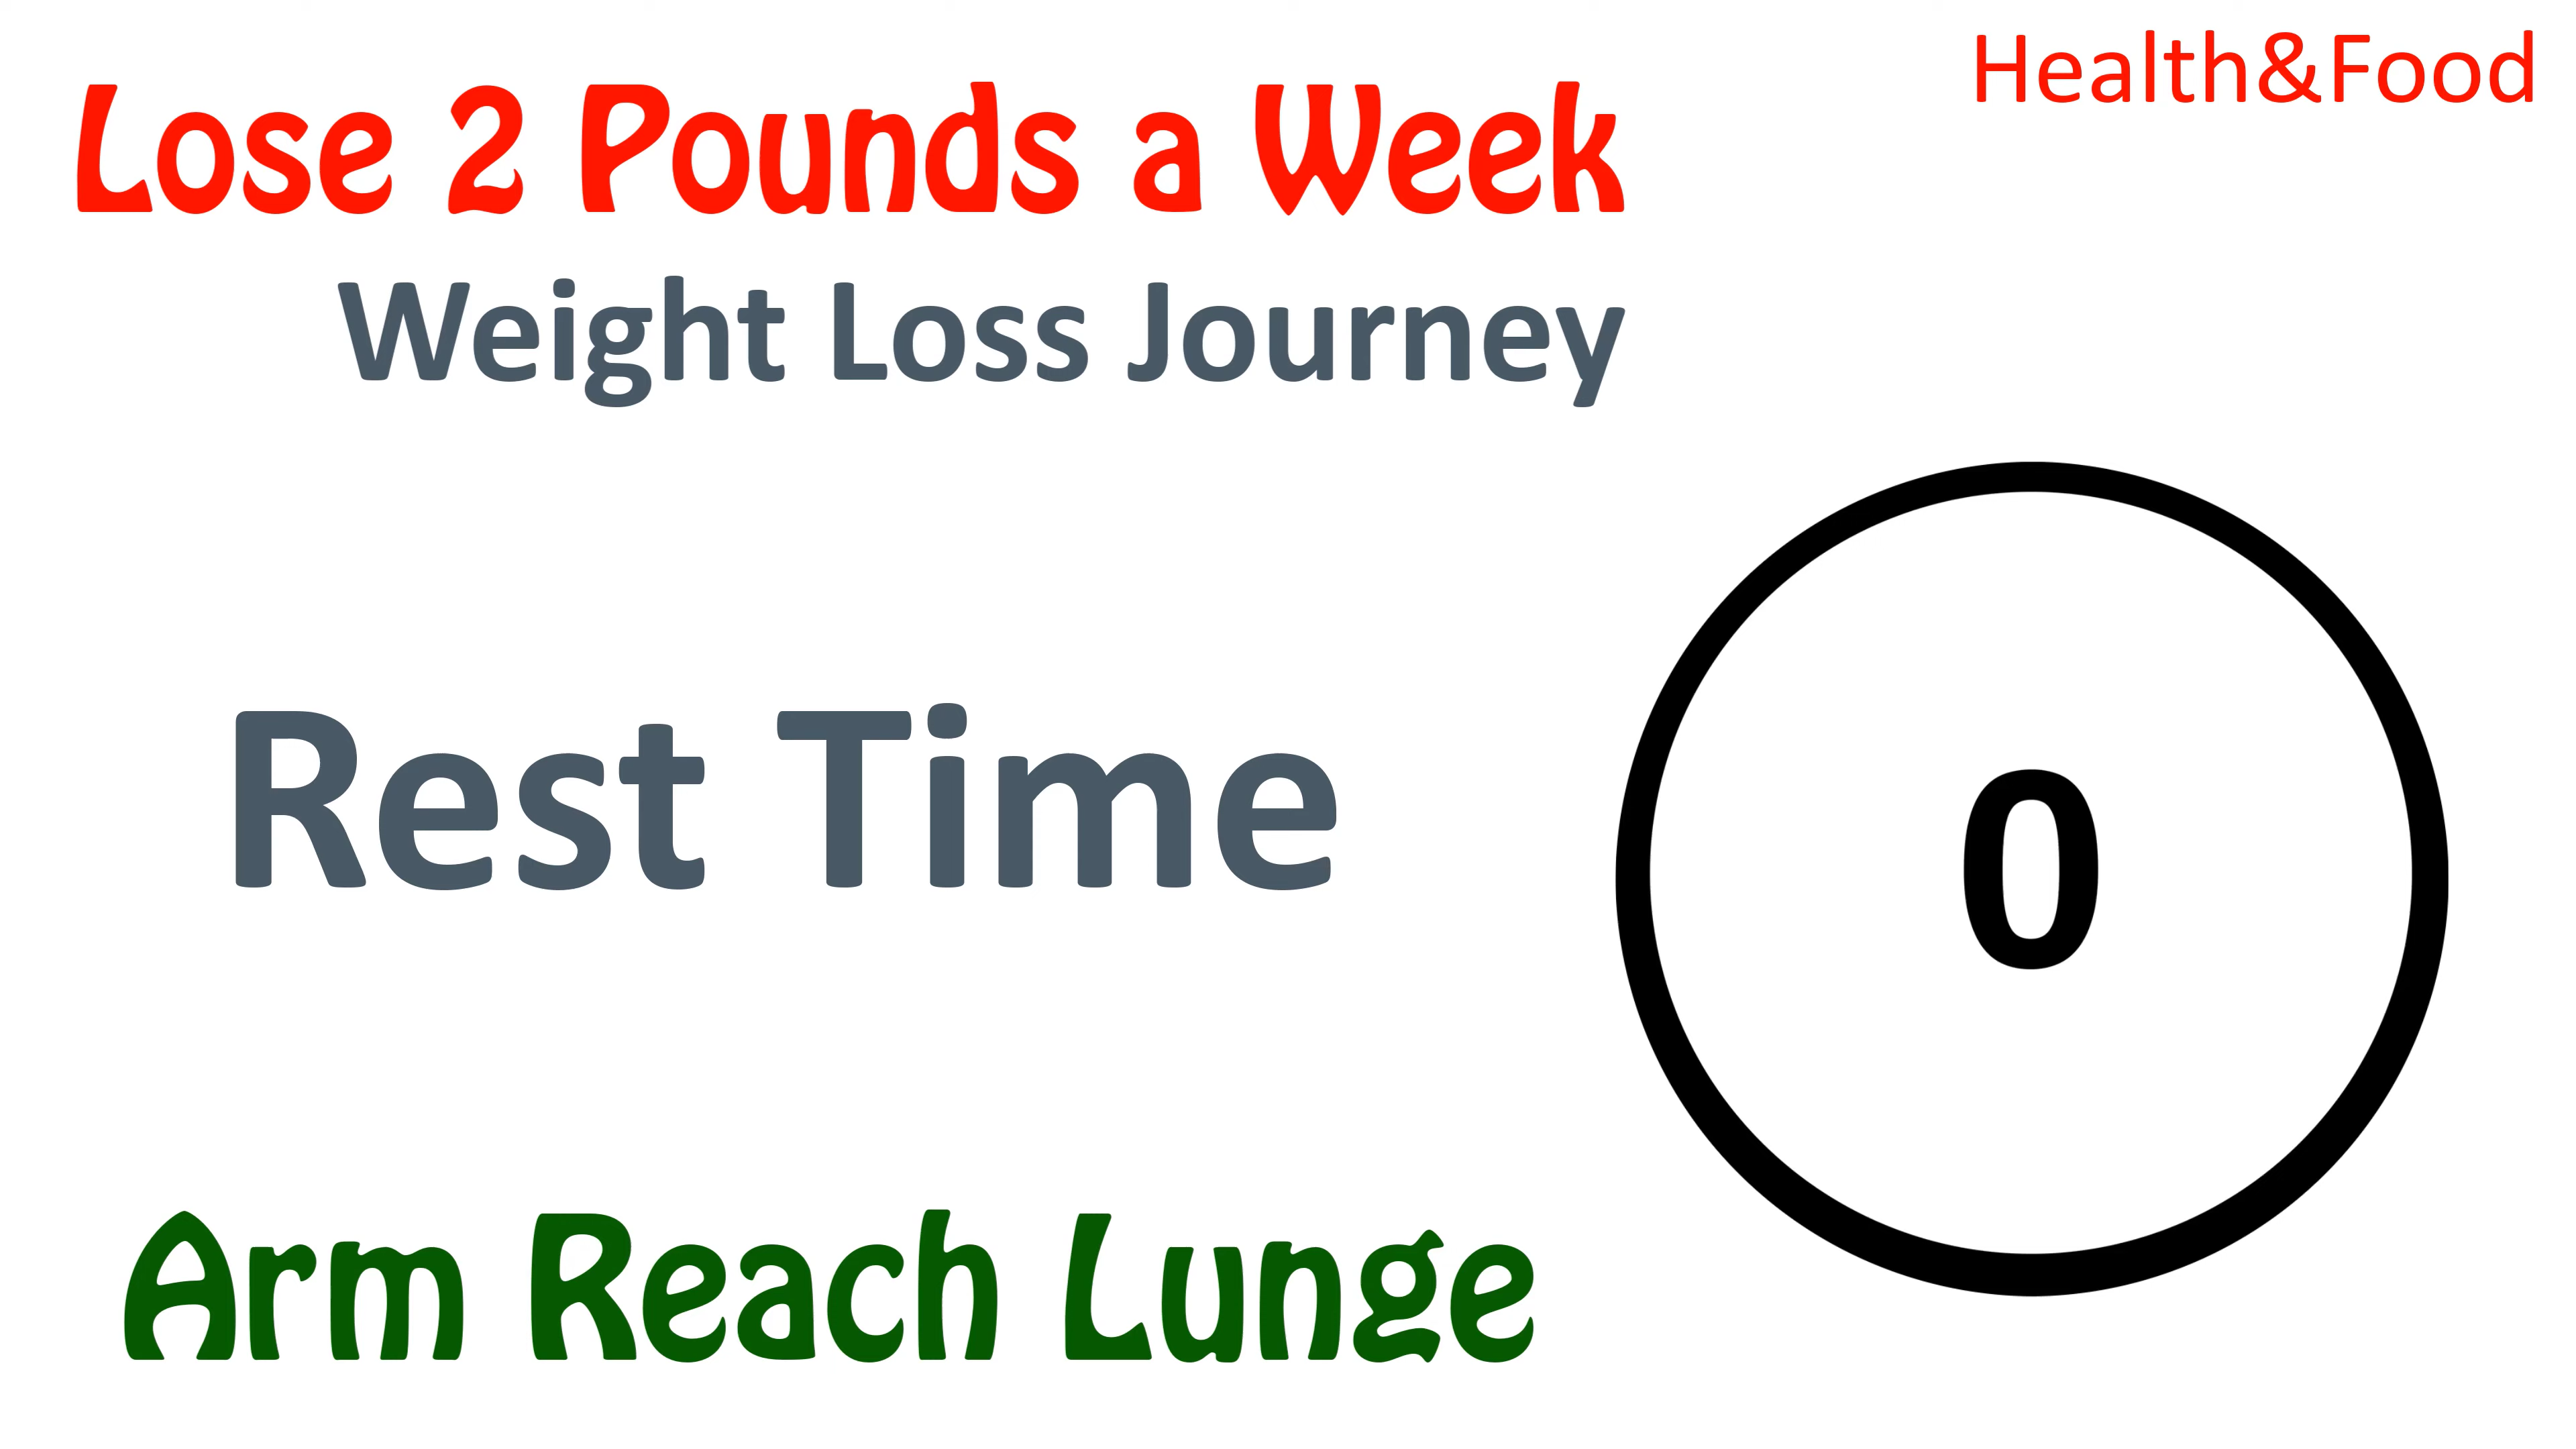 Health&Food
Lose 2 Pounds a Week
Weight Loss Journey
Rest Time
0
Arm Reach Lunge